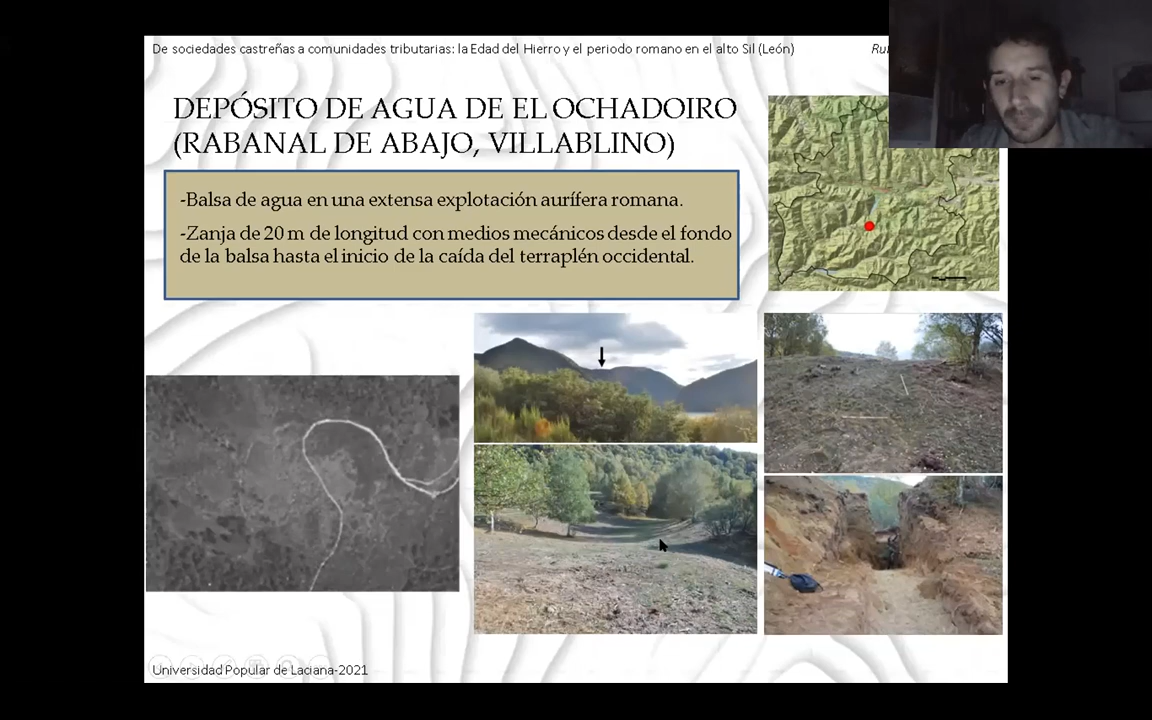 De sociedades castreñas a comunidades tributarias: la Edad del Hierro y el periodo romano en el alto Sil (León)
DEPÓSITO DE AGUA DE EL OCHADOIRO
(RABANAL DE ABAJO, VILLABLINO)
-Balsa de agua en una extensa explotación aurífera romana.
-Zanja de 20 m de longitud con medios mecánicos desde el fondo
de la balsa hasta el inicio de la caída del terraplén occidental.
Universidad Popular de Laciana-2021